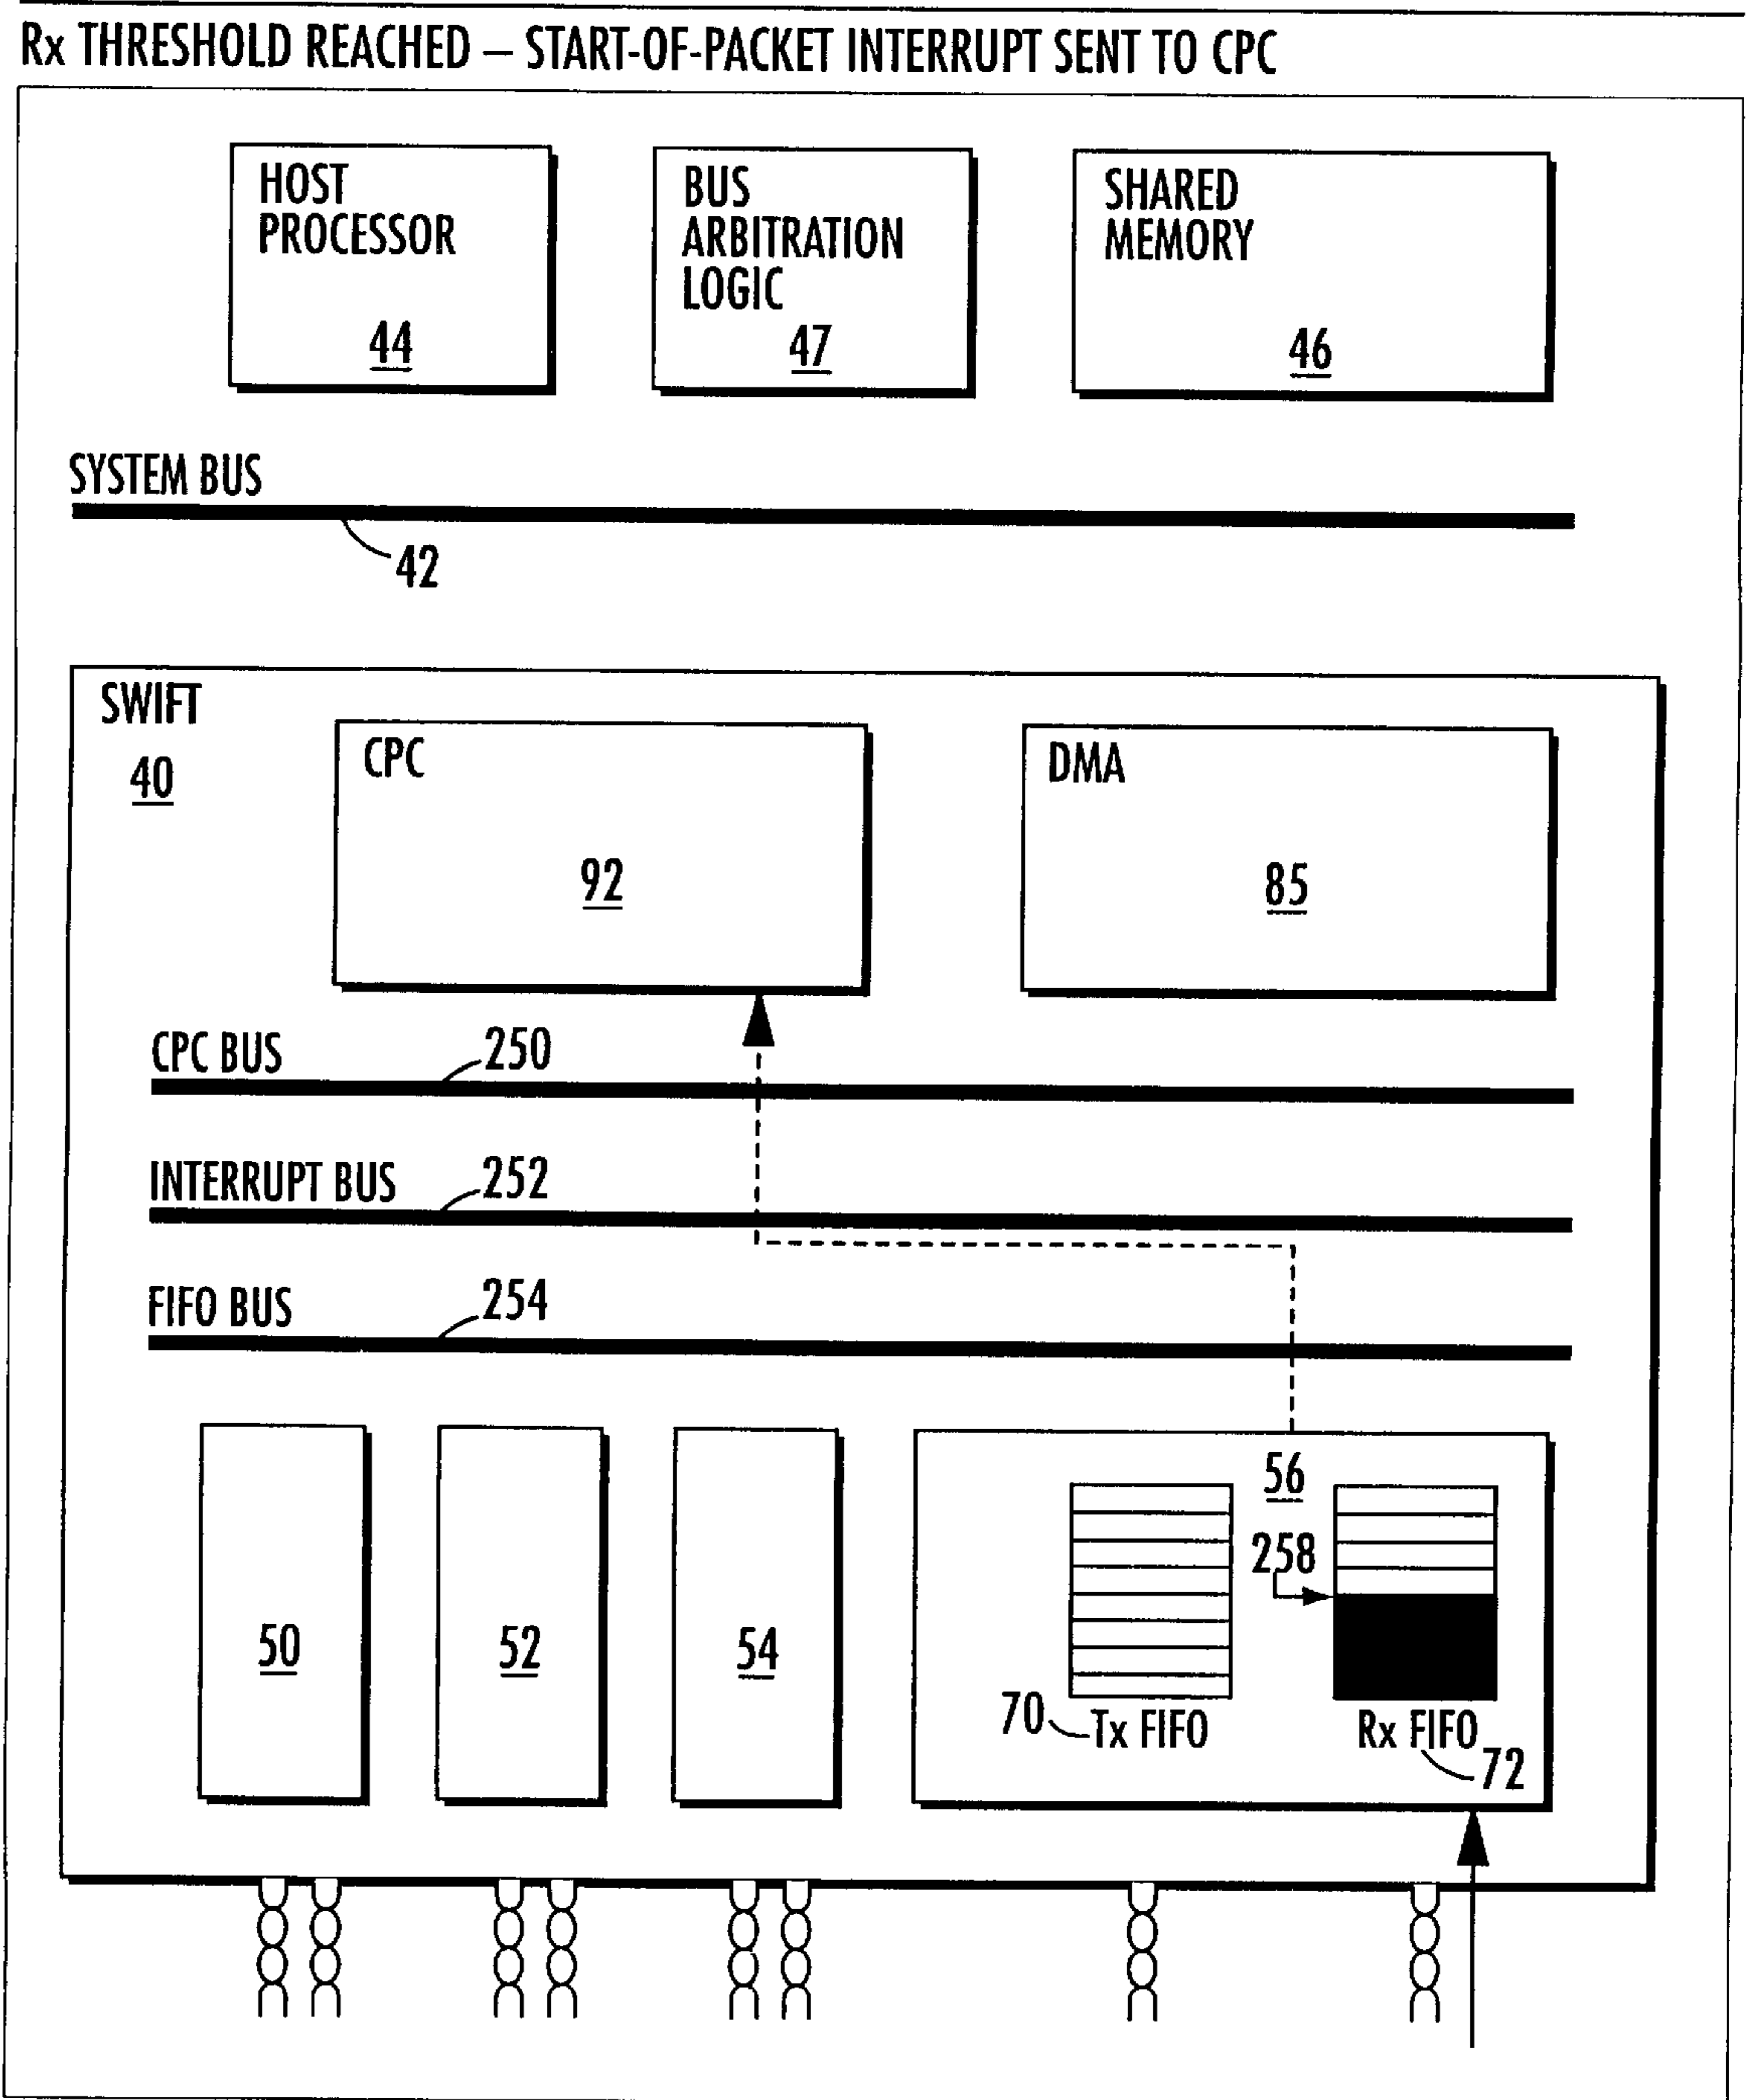 Rx THRESHOLD REACHED – START-OF-PACKET INTERRUPT SENT TO CPC
HOST
PROCESSOR
44
BUS
ARBITRATION
LOGIC
47
SHARED
MEMORY
46
SYSTEM BUS
42
SWIFT
40
CPC
92
DMA
85
CPC BUS
250
INTERRUPT BUS
252
FIFO BUS
254
50
52
54
56
258
70
Tx FIFO
Rx FIFO
72